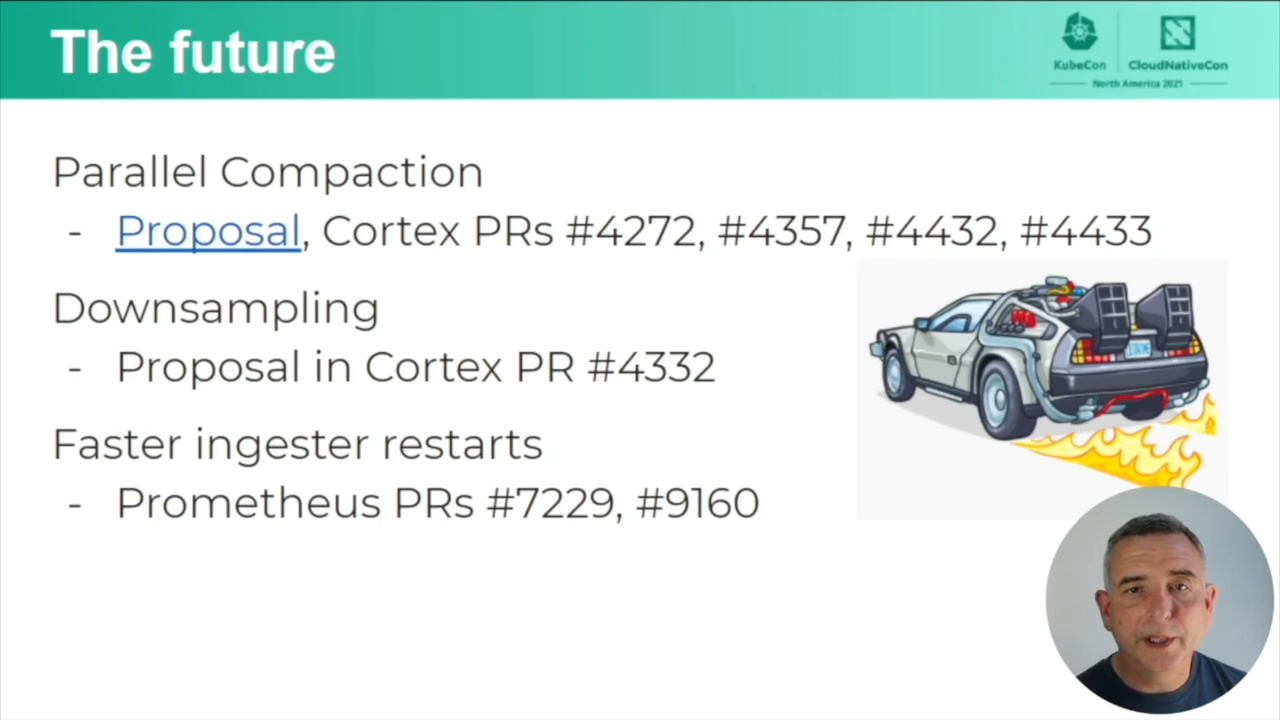 The future
KubeCon
CloudNativeCon
North America 2021
Parallel Compaction
- Proposal, Cortex PRs #4272, #4357, #4432, #4433
Downsampling
- Proposal in Cortex PR #4332
Faster ingester restarts
- Prometheus PRs #7229, #9160